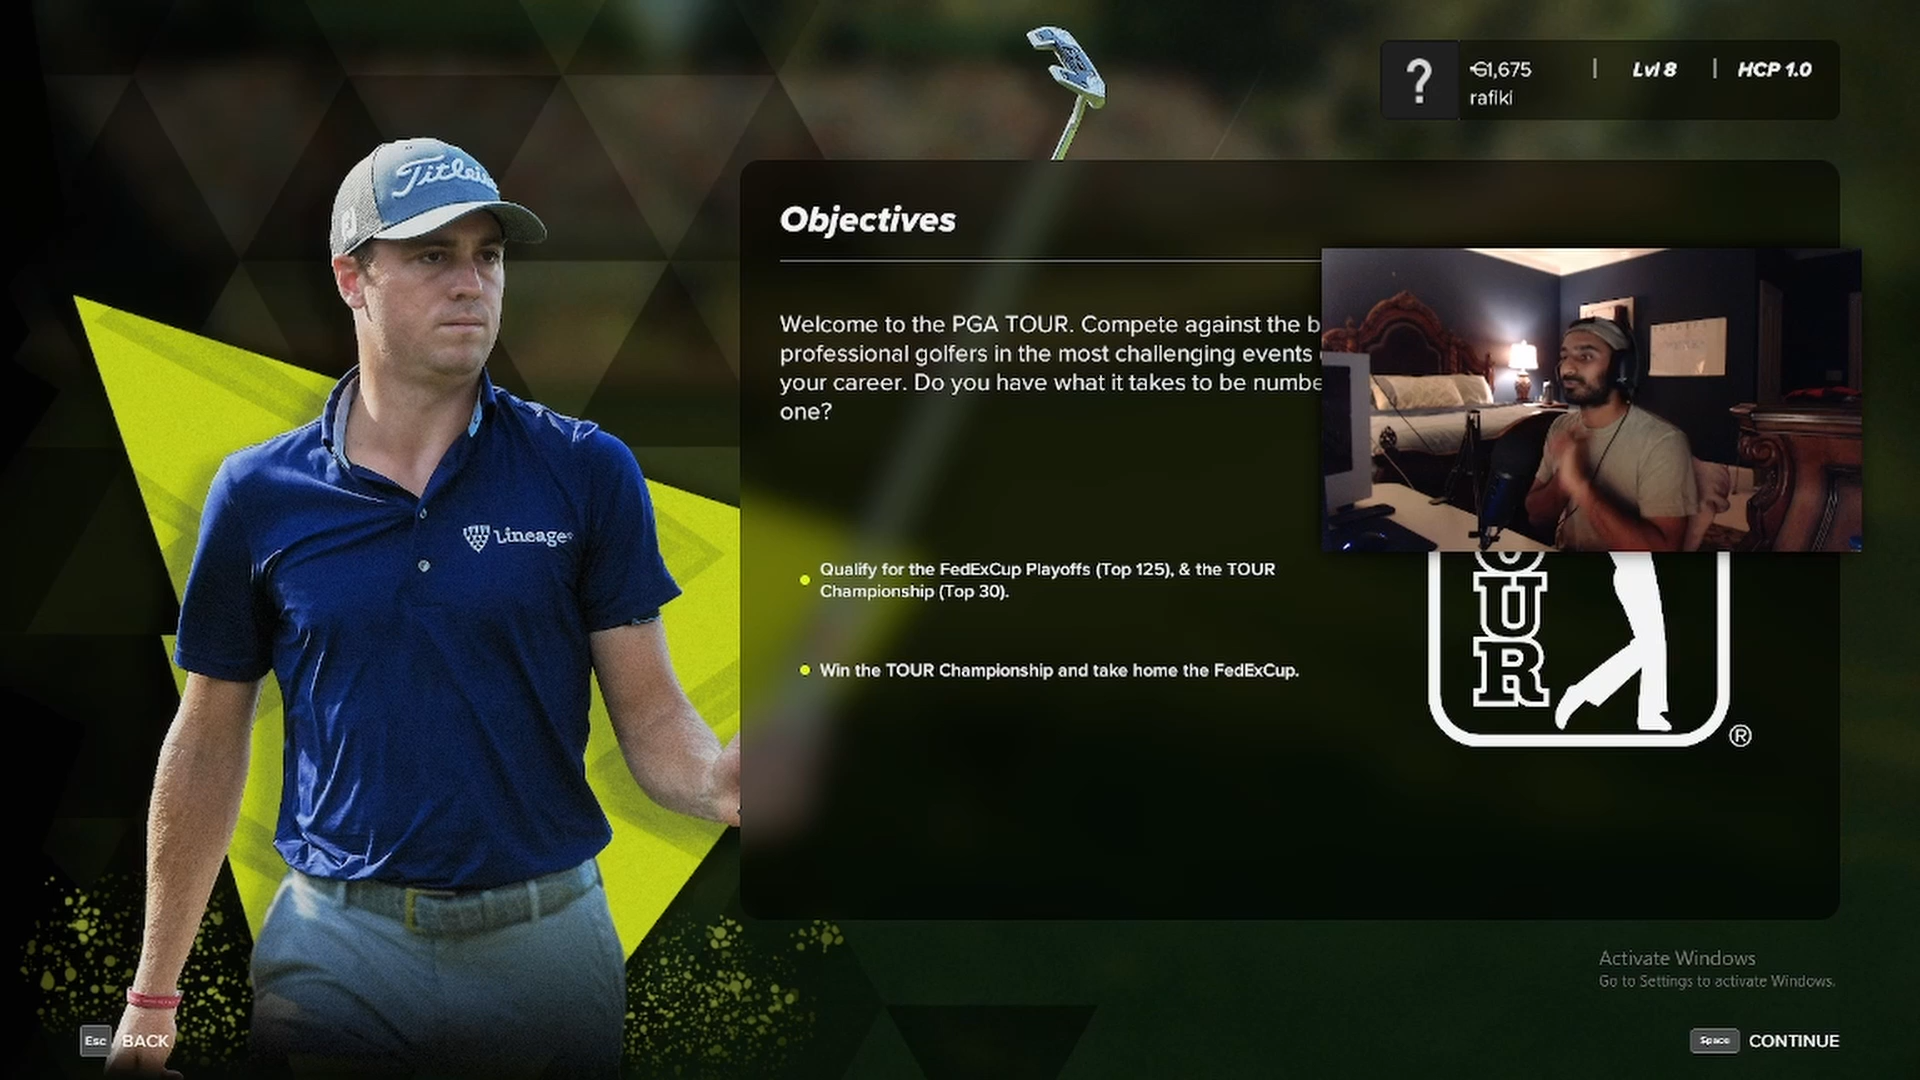 1,675 | Lvl 8 | HCP 1.0
rafiki
Objectives
Welcome to the PGA TOUR. Compete against the
professional golfers in the most challenging events
your career. Do you have what it takes to be
one?
Qualify for the FedExCup Playoffs (Top 125), & the TOUR
Championship (Top 30).
Win the TOUR Championship and take home the FedExCup.
Titleist
FJ
Lineage
OUR
®
Activate Windows
Go to Settings to activate Windows.
Esc BACK
Space CONTINUE